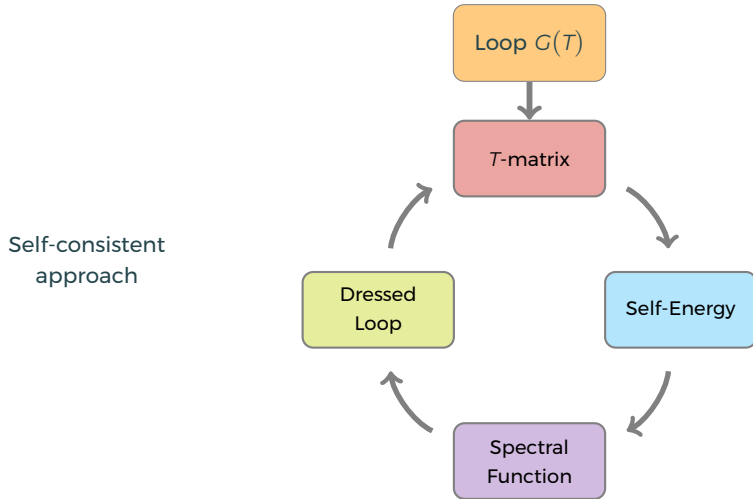 Loop G(T)
T-matrix
Self-consistent
approach
Dressed
Loop
Self-Energy
Spectral
Function